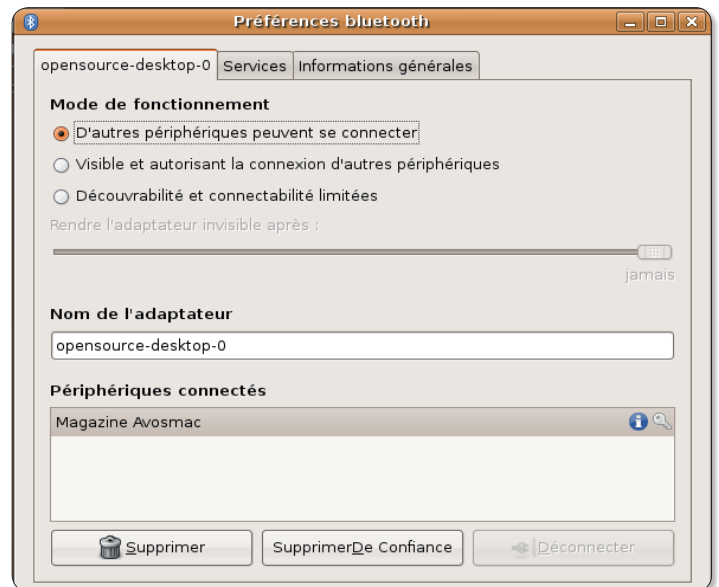 Préférences bluetooth
opensource-desktop-0 Services Informations générales
Mode de fonctionnement
D'autres périphériques peuvent se connecter
Visible et autorisant la connexion d'autres périphériques
Découvrabilité et connectabilité limitées
Rendre l'adaptateur invisible après :
jamais
Nom de l'adaptateur
opensource-desktop-0
Périphériques connectés
Magazine Avosmac
Supprimer SupprimerDe Confiance Déconnecter